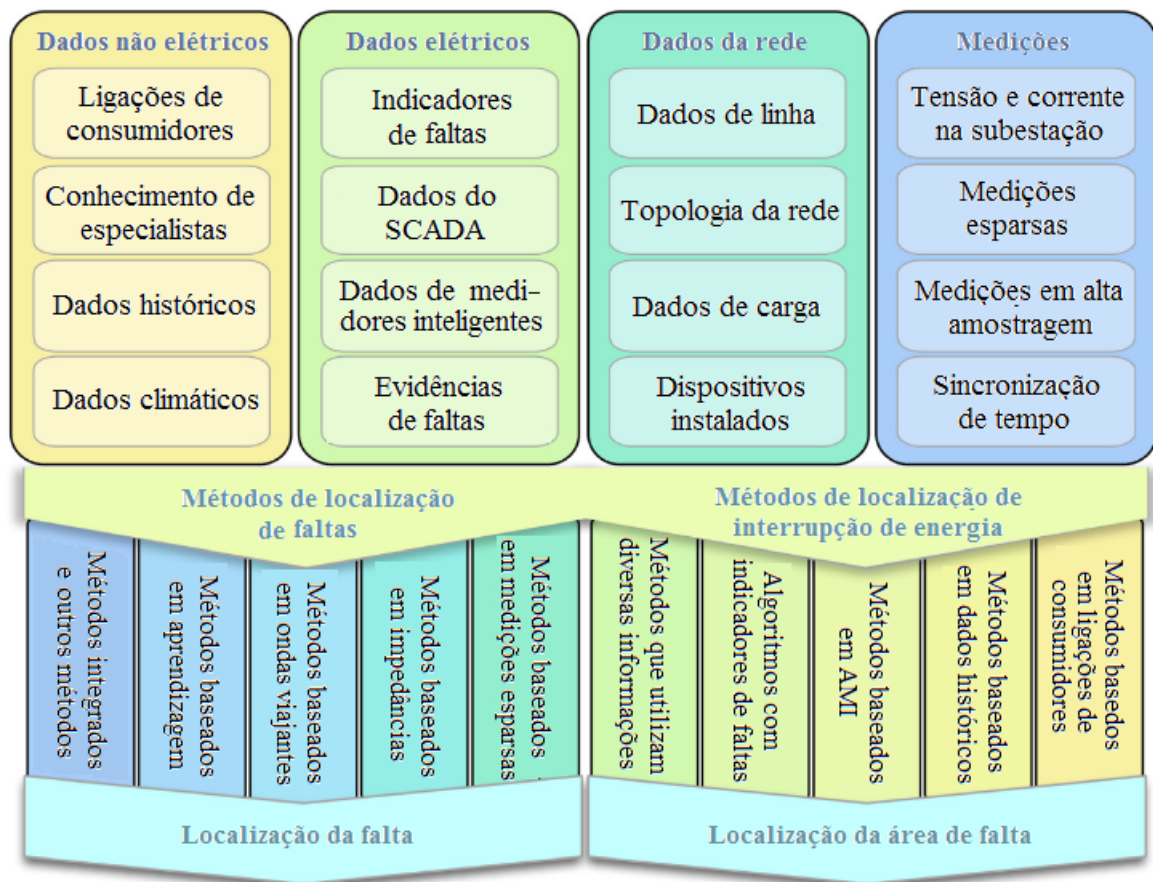 Dados não elétricos
Ligações de
consumidores
Conhecimento de
especialistas
Dados históricos
Dados climáticos
Dados elétricos
Indicadores
de faltas
Dados do
SCADA
Dados de medi–
dores inteligentes
Evidências
de faltas
Dados da rede
Dados de linha
Topologia da rede
Dados de carga
Dispositivos
instalados
Medições
Tensão e corrente
na subestação
Medições
esparsas
Medições em alta
amostragem
Sincronização
de tempo
Métodos de localização
de faltas
Métodos de localização de
interrupção de energia
Métodos integrados
e outros métodos
Métodos baseados
em aprendizagem
Métodos baseados
em ondas viajantes
Métodos baseados
em impedâncias
Métodos baseados
em medições esparsas
Métodos que utilizam
diversas informações
Algoritmos com
indicadores de faltas
Métodos baseados
em AMI
Métodos baseados
em dados históricos
Métodos basedos
em ligações de
consumidores
Localização da falta
Localização da área de falta